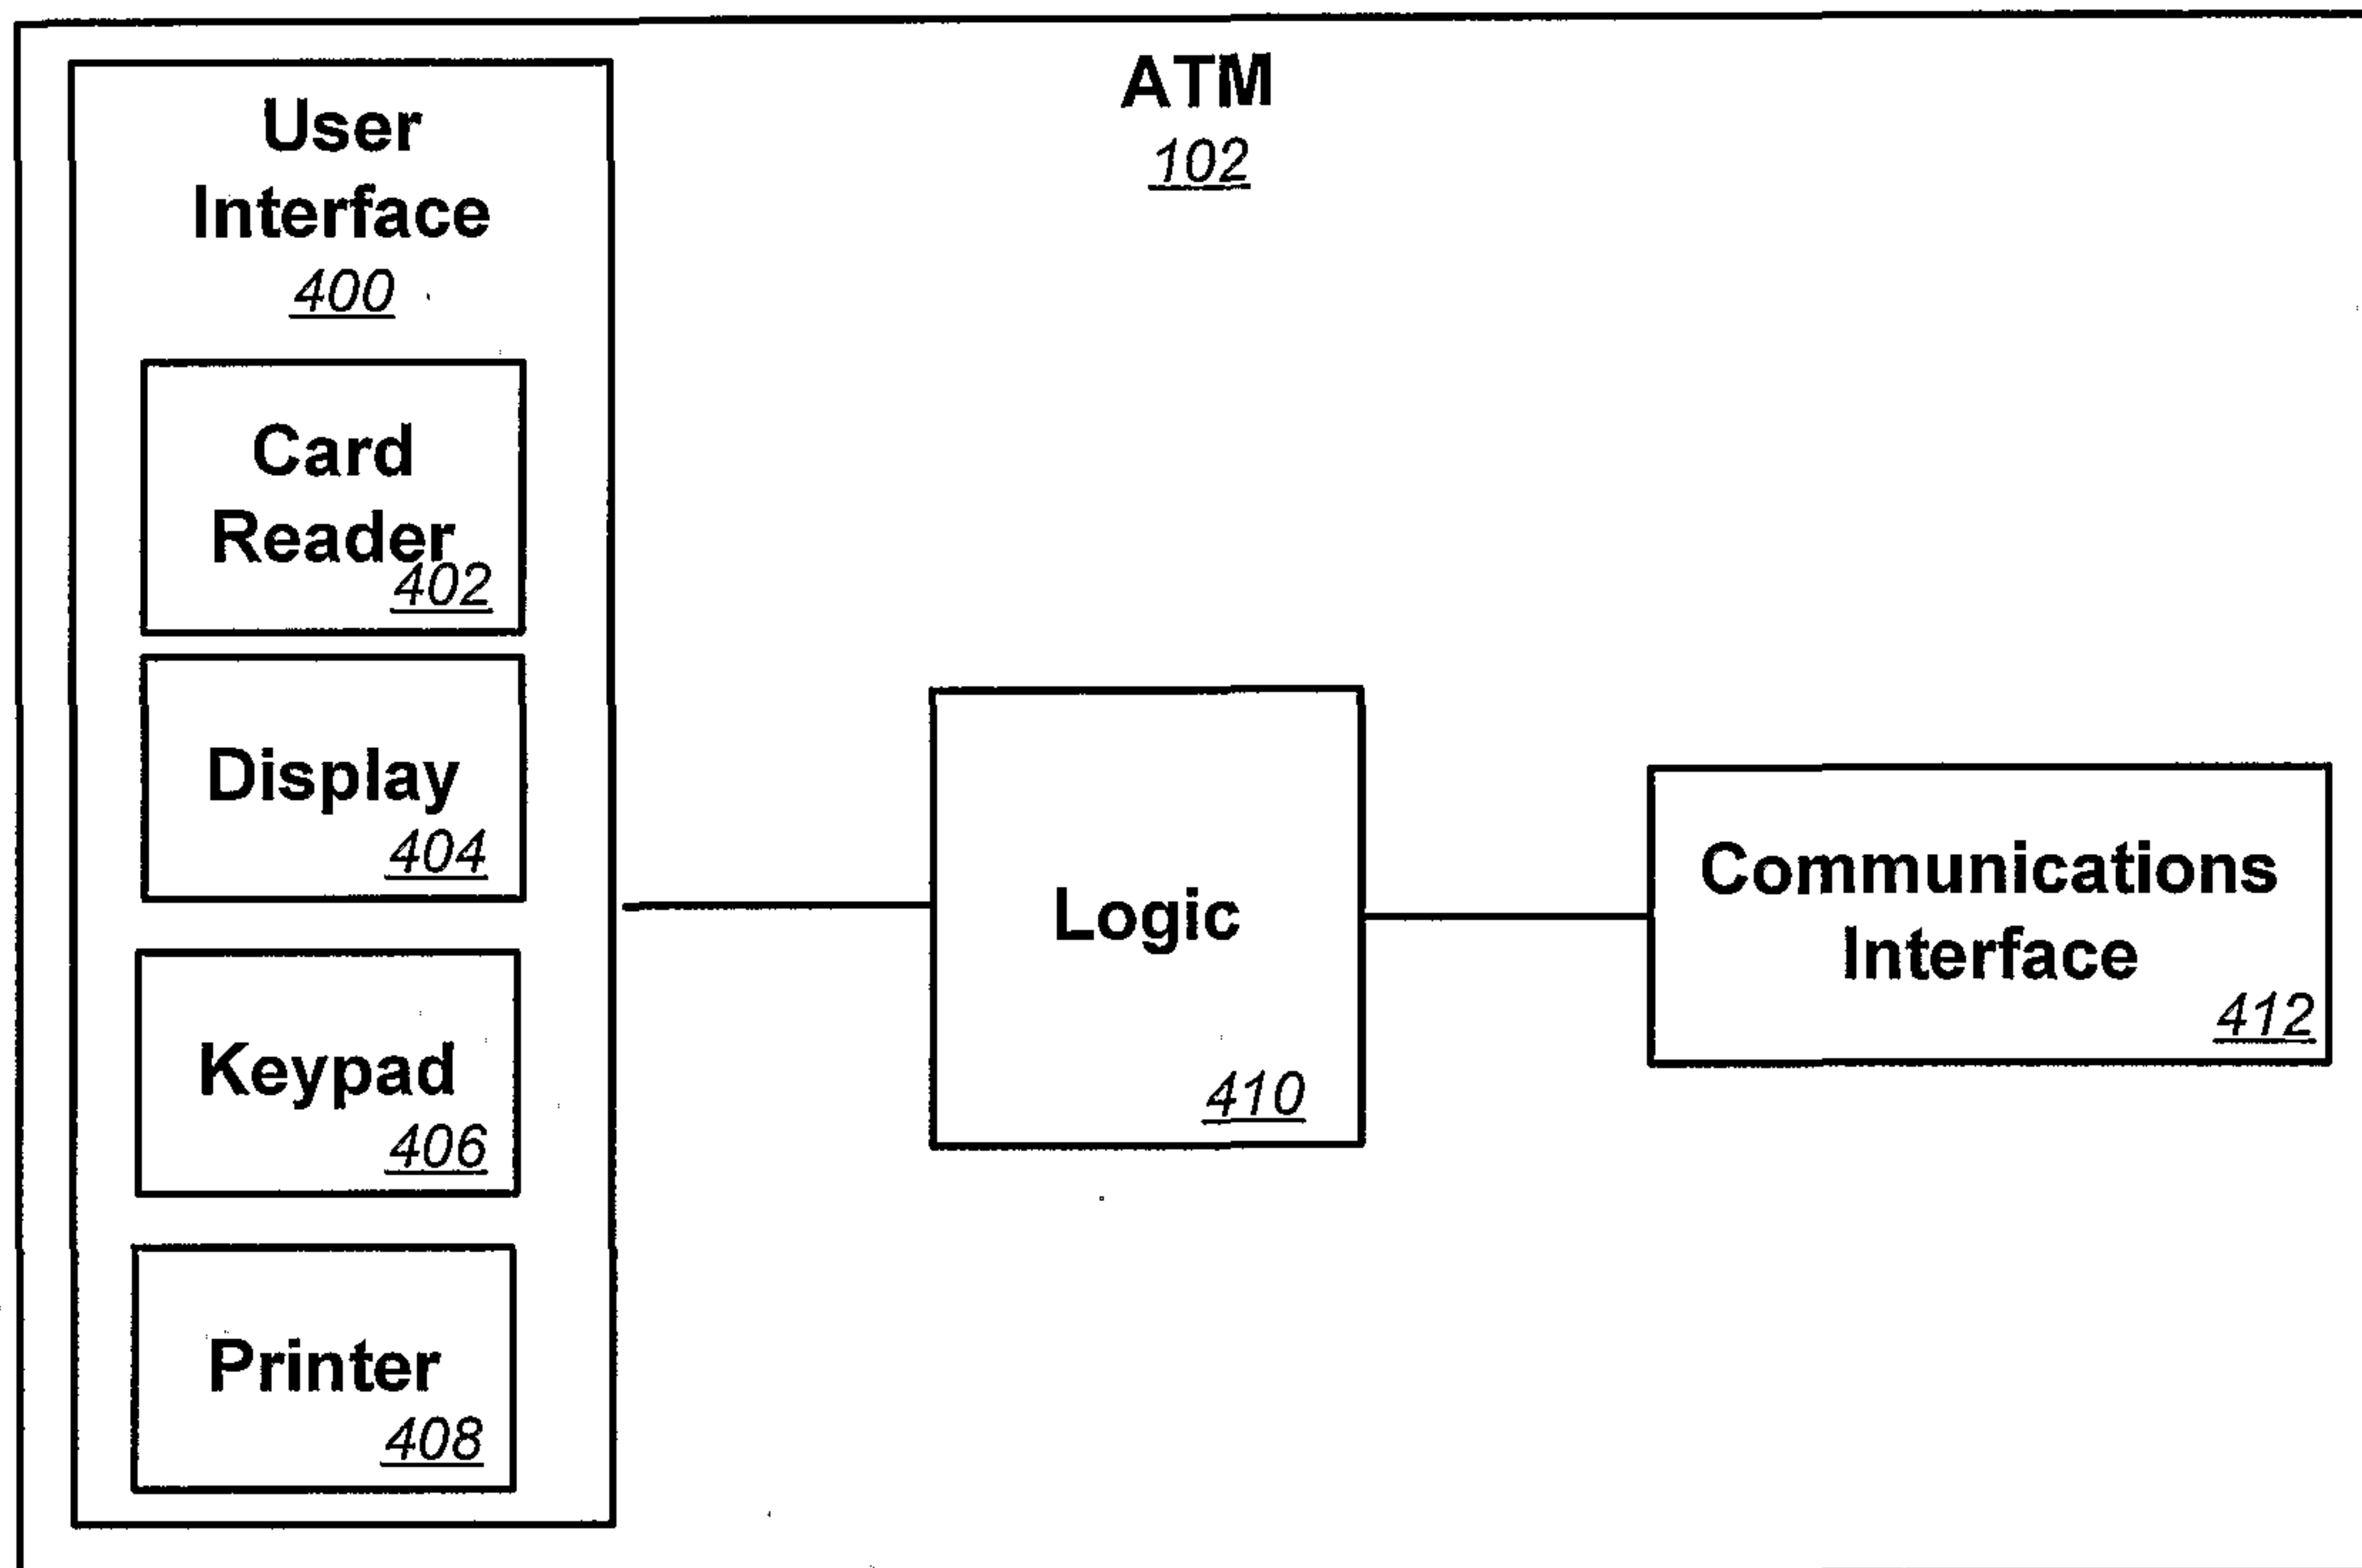 ATM
102
User
Interface
400
Card
Reader
402
Display
404
Keypad
406
Printer
408
Logic
410
Communications
Interface
412